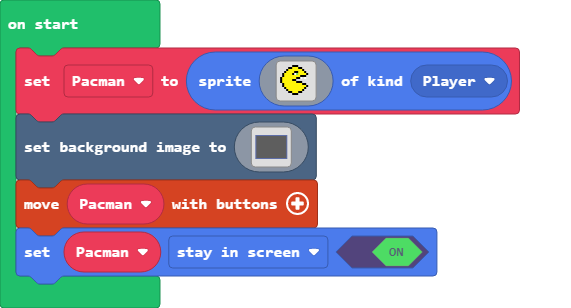 on start
set Pacman to sprite of kind Player
set background image to
move Pacman with buttons
set Pacman stay in screen ON